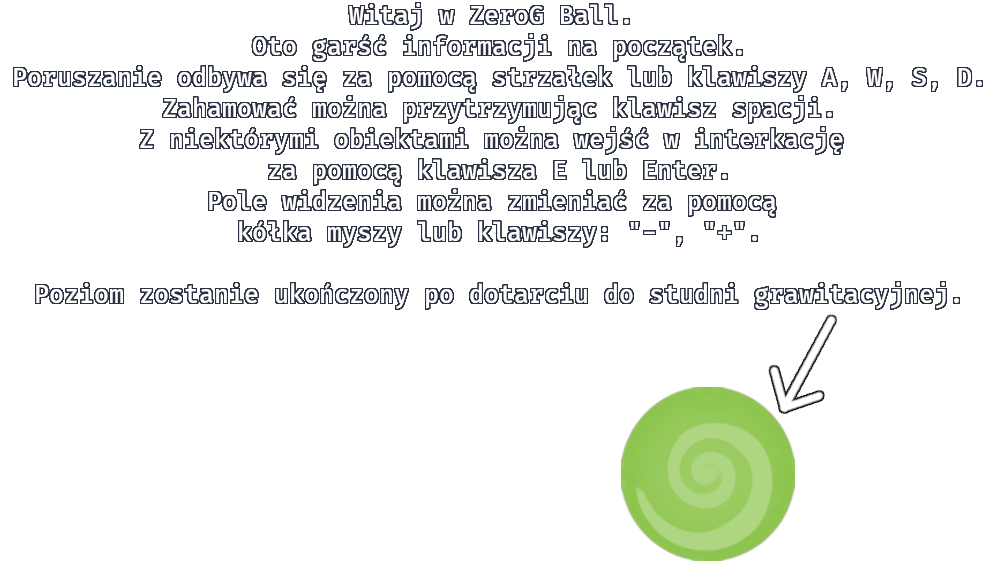 Witaj w ZeroG Ball.
Oto garść informacji na początek.
Poruszanie odbywa się za pomocą strzałek lub klawiszy A, W, S, D.
Zahamować można przytrzymując klawisz spacji.
Z niektórymi obiektami można wejść w interkację
za pomocą klawisza E lub Enter.
Pole widzenia można zmieniać za pomocą
kółka myszy lub klawiszy: "-", "+".
Poziom zostanie ukończony po dotarciu do studni grawitacyjnej.